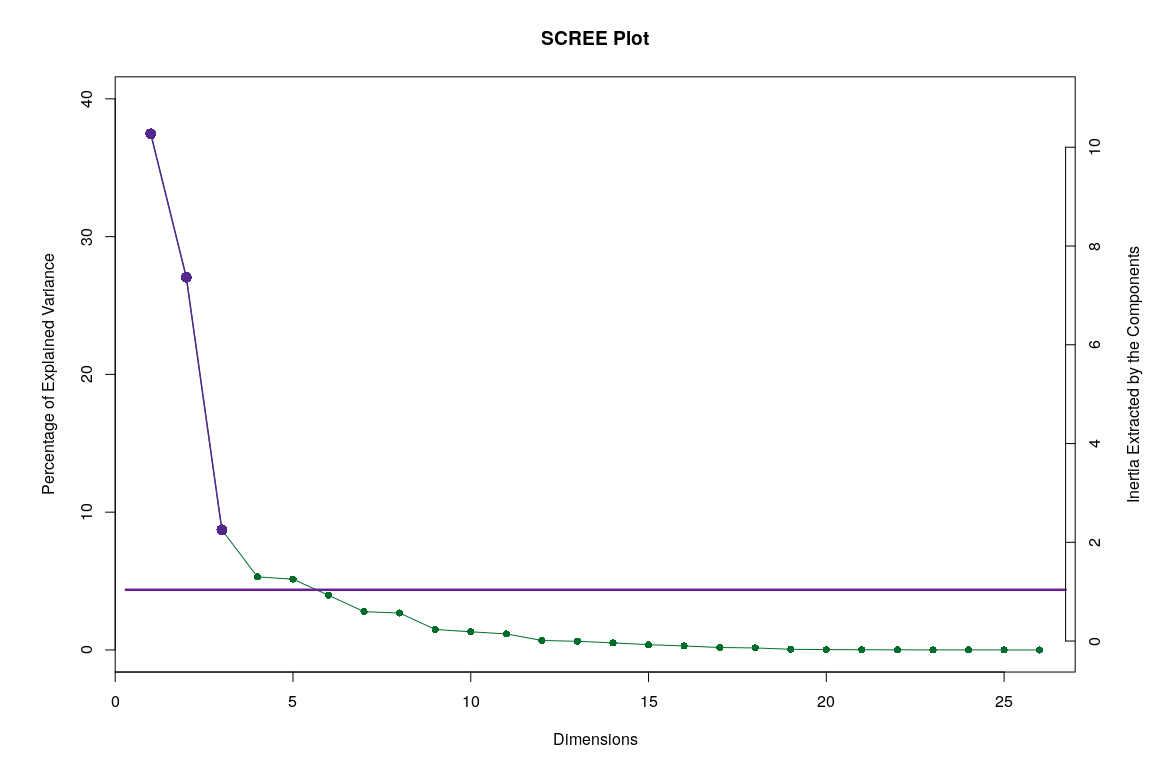 SCREE Plot
Percentage of Explained Variance
40
30
20
10
0
10
8
6
4
2
0
Inertia Extracted by the Components
0 5 10 15 20 25
Dimensions